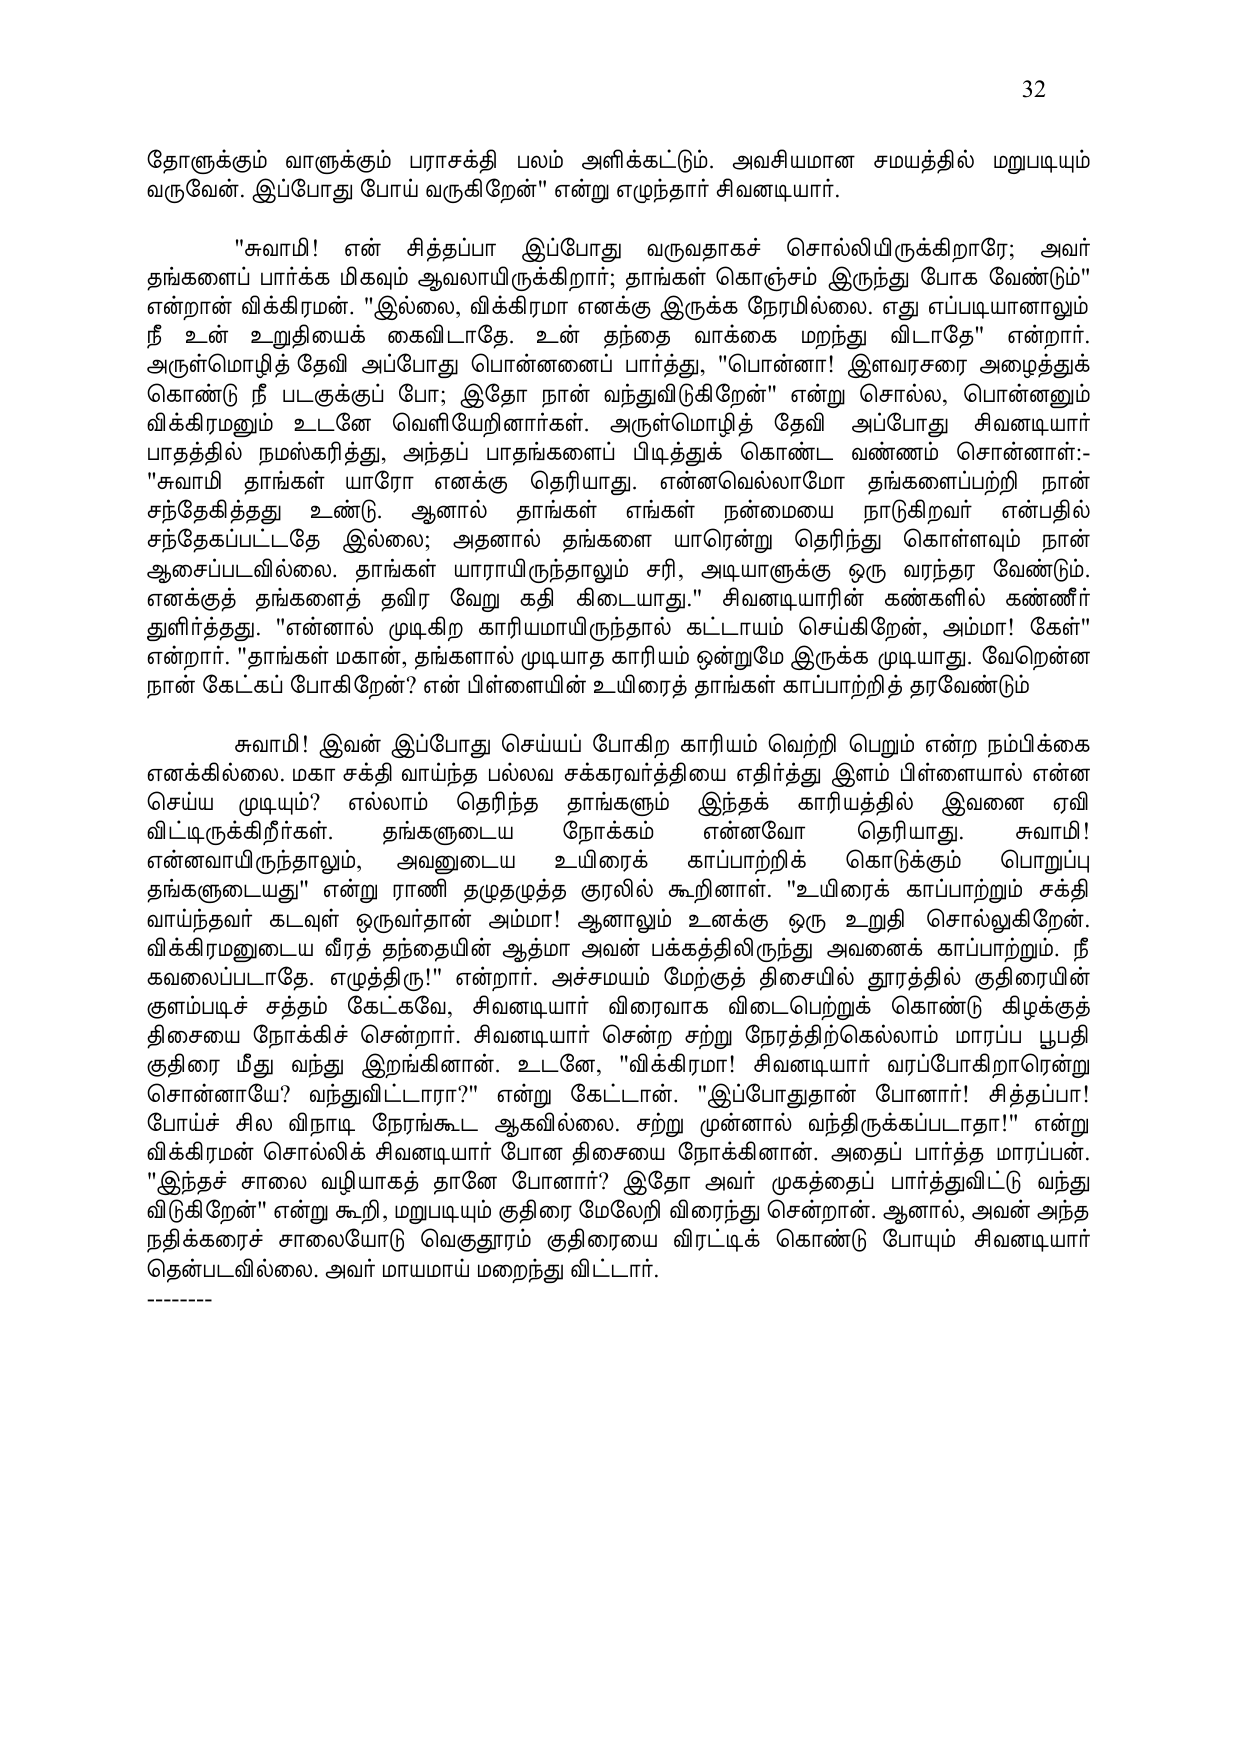 32
தோளுக்கும் வாளுக்கும் பராசக்தி பலம் அளிக்கட்டும். அவசியமான சமயத்தில் மறுபடியும்
வருவேன். இப்போது போய் வருகிறேன்" என்று எழுந்தார் சிவனடியார்.
"சுவாமி! என் சித்தப்பா இப்போது வருவதாகச் சொல்லியிருக்கிறாரே; அவர்
தங்களைப் பார்க்க மிகவும் ஆவலாயிருக்கிறார்; தாங்கள் கொஞ்சம் இருந்து போக வேண்டும்"
என்றான் விக்கிரமன். "இல்லை, விக்கிரமா எனக்கு இருக்க நேரமில்லை. எது எப்படியானாலும்
நீ உன் உறுதியைக் கைவிடாதே. உன் தந்தை வாக்கை மறந்து விடாதே" என்றார்.
அருள்மொழித் தேவி அப்போது பொன்னனைப் பார்த்து, "பொன்னா! இளவரசரை அழைத்துக்
கொண்டு நீ படகுக்குப் போ; இதோ நான் வந்துவிடுகிறேன்" என்று சொல்ல, பொன்னனும்
விக்கிரமனும் உடனே வெளியேறினார்கள். அருள்மொழித் தேவி அப்போது சிவனடியார்
பாதத்தில் நமஸ்கரித்து, அந்தப் பாதங்களைப் பிடித்துக் கொண்ட வண்ணம் சொன்னாள்:-
"சுவாமி தாங்கள் யாரோ எனக்கு தெரியாது. என்னவெல்லாமோ தங்களைப்பற்றி நான்
சந்தேகித்தது உண்டு. ஆனால் தாங்கள் எங்கள் நன்மையை நாடுகிறவர் என்பதில்
சந்தேகப்பட்டதே இல்லை; அதனால் தங்களை யாரென்று தெரிந்து கொள்ளவும் நான்
ஆசைப்படவில்லை. தாங்கள் யாராயிருந்தாலும் சரி, அடியாளுக்கு ஒரு வரந்தர வேண்டும்.
எனக்குத் தங்களைத் தவிர வேறு கதி கிடையாது." சிவனடியாரின் கண்களில் கண்ணீர்
துளிர்த்தது. "என்னால் முடிகிற காரியமாயிருந்தால் கட்டாயம் செய்கிறேன், அம்மா! கேள்"
என்றார். "தாங்கள் மகான், தங்களால் முடியாத காரியம் ஒன்றுமே இருக்க முடியாது. வேறென்ன
நான் கேட்கப் போகிறேன்? என் பிள்ளையின் உயிரைத் தாங்கள் காப்பாற்றித் தரவேண்டும்
சுவாமி! இவன் இப்போது செய்யப் போகிற காரியம் வெற்றி பெறும் என்ற நம்பிக்கை
எனக்கில்லை. மகா சக்தி வாய்ந்த பல்லவ சக்கரவர்த்தியை எதிர்த்து இளம் பிள்ளையால் என்ன
செய்ய முடியும்? எல்லாம் தெரிந்த தாங்களும் இந்தக் காரியத்தில் இவனை ஏவி
விட்டிருக்கிறீர்கள். தங்களுடைய நோக்கம் என்னவோ தெரியாது. சுவாமி!
என்னவாயிருந்தாலும், அவனுடைய உயிரைக் காப்பாற்றிக் கொடுக்கும் பொறுப்பு
தங்களுடையது" என்று ராணி தழுதழுத்த குரலில் கூறினாள். "உயிரைக் காப்பாற்றும் சக்தி
வாய்ந்தவர் கடவுள் ஒருவர்தான் அம்மா! ஆனாலும் உனக்கு ஒரு உறுதி சொல்லுகிறேன்.
விக்கிரமனுடைய வீரத் தந்தையின் ஆத்மா அவன் பக்கத்திலிருந்து அவனைக் காப்பாற்றும். நீ
கவலைப்படாதே. எழுத்திரு!" என்றார். அச்சமயம் மேற்குத் திசையில் தூரத்தில் குதிரையின்
குளம்படிச் சத்தம் கேட்கவே, சிவனடியார் விரைவாக விடைபெற்றுக் கொண்டு கிழக்குத்
திசையை நோக்கிச் சென்றார். சிவனடியார் சென்ற சற்று நேரத்திற்கெல்லாம் மாரப்ப பூபதி
குதிரை மீது வந்து இறங்கினான். உடனே, "விக்கிரமா! சிவனடியார் வரப்போகிறாரென்று
சொன்னாயே? வந்துவிட்டாரா?" என்று கேட்டான். "இப்போதுதான் போனார்! சித்தப்பா!
போய்ச் சில விநாடி நேரங்கூட ஆகவில்லை. சற்று முன்னால் வந்திருக்கப்படாதா!" என்று
விக்கிரமன் சொல்லிக் சிவனடியார் போன திசையை நோக்கினான். அதைப் பார்த்த மாரப்பன்.
"இந்தச் சாலை வழியாகத் தானே போனார்? இதோ அவர் முகத்தைப் பார்த்துவிட்டு வந்து
விடுகிறேன்" என்று கூறி, மறுபடியும் குதிரை மேலேறி விரைந்து சென்றான். ஆனால், அவன் அந்த
நதிக்கரைச் சாலையோடு வெகுதூரம் குதிரையை விரட்டிக் கொண்டு போயும் சிவனடியார்
தென்படவில்லை. அவர் மாயமாய் மறைந்து விட்டார்.
--------